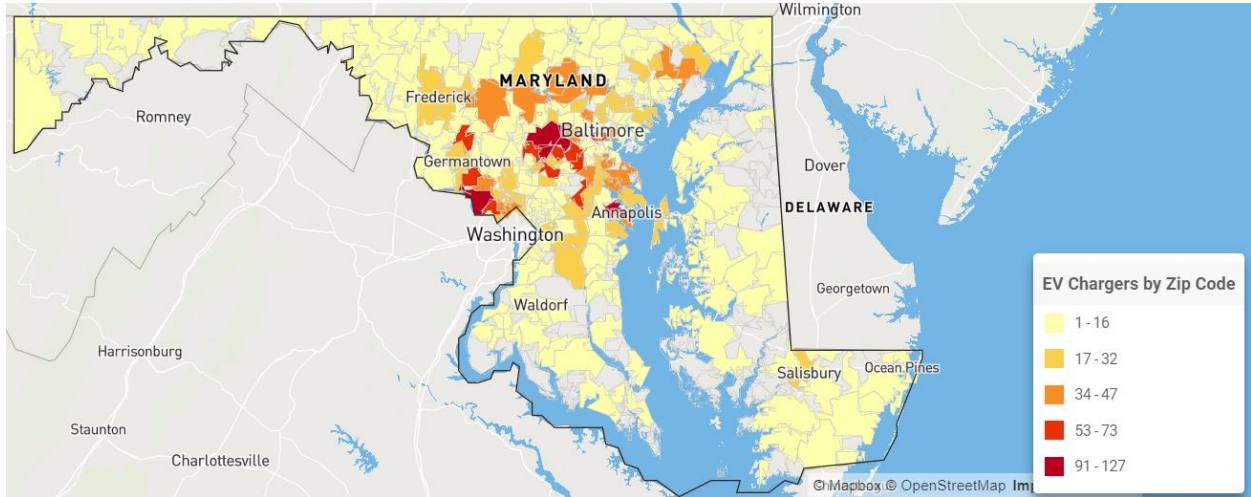 Wilmington
MARYLAND
Frederick
Romney
Baltimore
Germantown
Dover
Annapolis
DELAWARE
Washington
Georgetown
Waldorf
Harrisonburg
Salisbury
Ocean Pines
Staunton
Charlottesville
EV Chargers by Zip Code
1 - 16
17 - 32
34 - 47
53 - 73
91 - 127
© Mapbox © OpenStreetMap